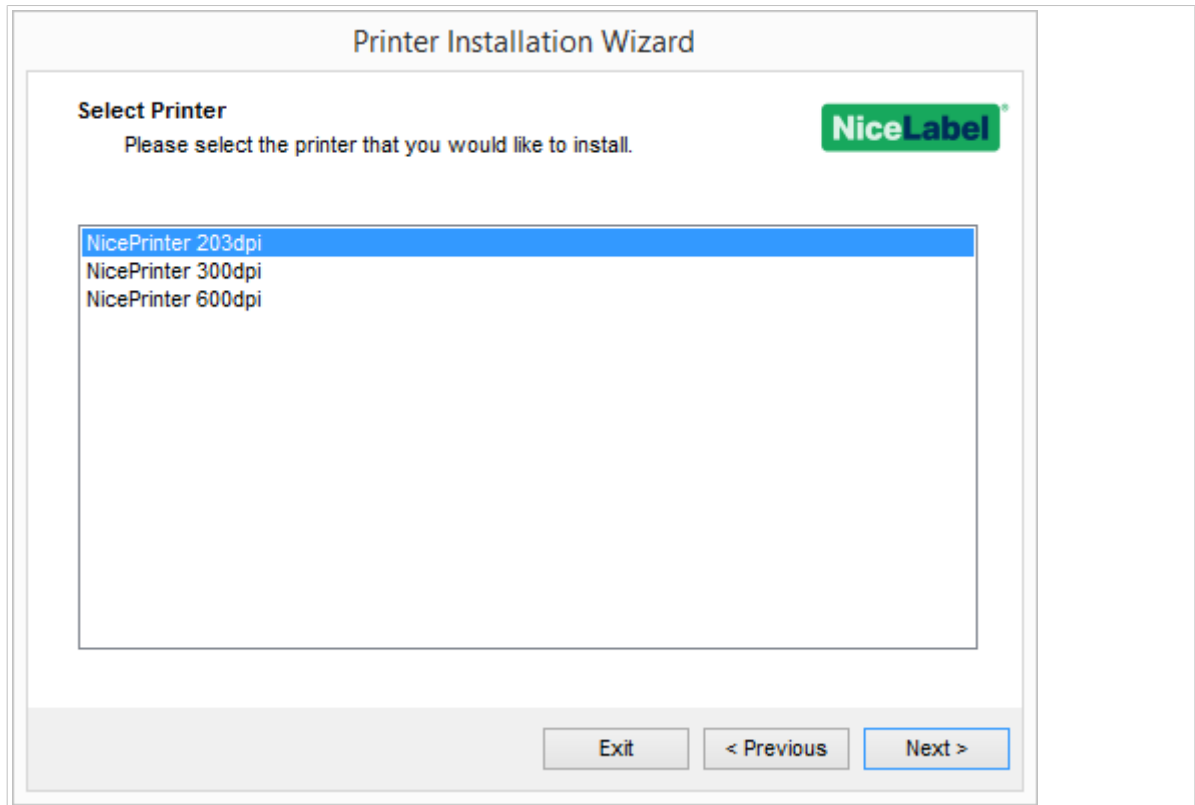 Printer Installation Wizard
Select Printer
Please select the printer that you would like to install.
NiceLabel®
NicePrinter 203dpi
NicePrinter 300dpi
NicePrinter 600dpi
Exit
< Previous
Next >